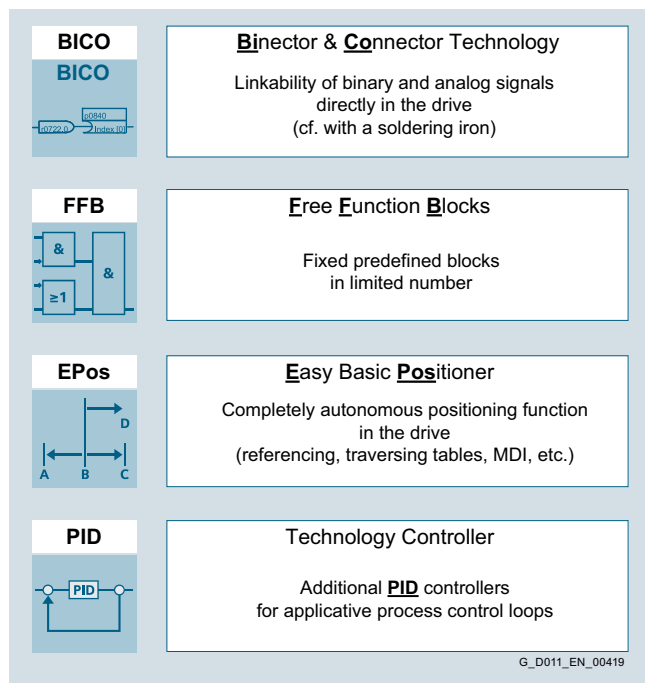 BICO
Binector & Connector Technology
BICO
Linkability of binary and analog signals
directly in the drive
(cf. with a soldering iron)
p0840
r0722.0
Index [0]
FFB
Free Function Blocks
&
&
≥1
Fixed predefined blocks
in limited number
EPos
Easy Basic Positioner
D
A B C
Completely autonomous positioning function
in the drive
(referencing, traversing tables, MDI, etc.)
PID
Technology Controller
PID
Additional PID controllers
for applicative process control loops
G_D011_EN_00419